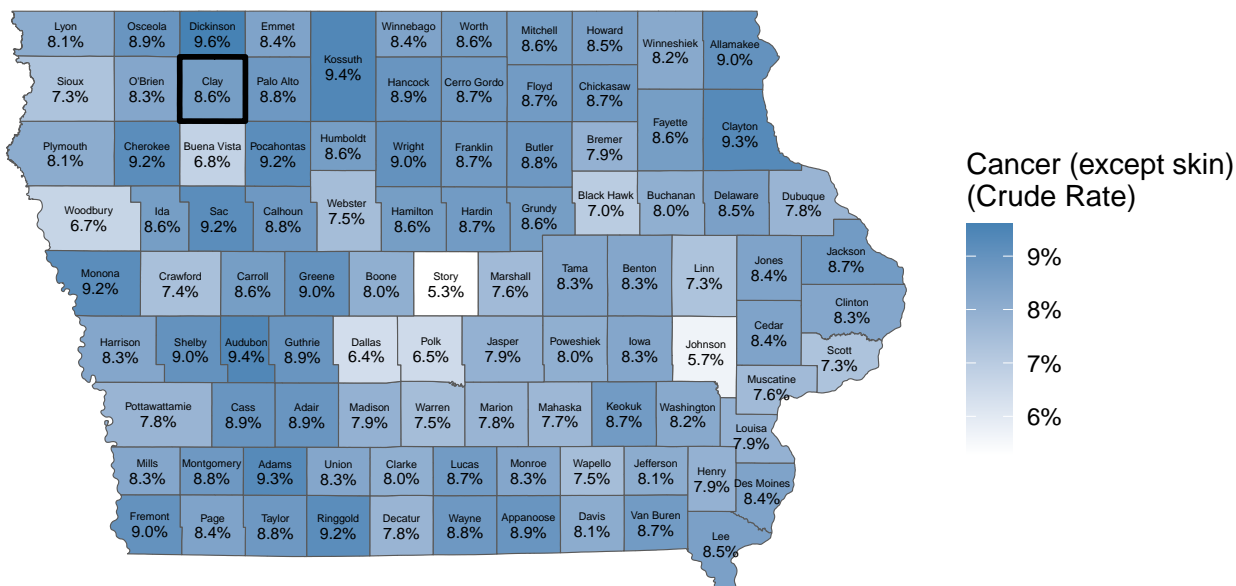 Lyon
8.1%
Osceola
8.9%
Dickinson
9.6%
Emmet
8.4%
Kossuth
9.4%
Winnebago
8.4%
Worth
8.6%
Mitchell
8.6%
Howard
8.5%
Winneshiek
8.2%
Allamakee
9.0%
Sioux
7.3%
O'Brien
8.3%
Clay
8.6%
Palo Alto
8.8%
Hancock
8.9%
Cerro Gordo
8.7%
Floyd
8.7%
Chickasaw
8.7%
Fayette
8.6%
Clayton
9.3%
Plymouth
8.1%
Cherokee
9.2%
Buena Vista
6.8%
Pocahontas
9.2%
Humboldt
8.6%
Wright
9.0%
Franklin
8.7%
Butler
8.8%
Bremer
7.9%
Woodbury
6.7%
Ida
8.6%
Sac
9.2%
Calhoun
8.8%
Webster
7.5%
Hamilton
8.6%
Hardin
8.7%
Grundy
8.6%
Black Hawk
7.0%
Buchanan
8.0%
Delaware
8.5%
Dubuque
7.8%
Monona
9.2%
Crawford
7.4%
Carroll
8.6%
Greene
9.0%
Boone
8.0%
Story
5.3%
Marshall
7.6%
Tama
8.3%
Benton
8.3%
Linn
7.3%
Jones
8.4%
Jackson
8.7%
Clinton
8.3%
Harrison
8.3%
Shelby
9.0%
Audubon
9.4%
Guthrie
8.9%
Dallas
6.4%
Polk
6.5%
Jasper
7.9%
Poweshiek
8.0%
Iowa
8.3%
Johnson
5.7%
Cedar
8.4%
Scott
7.3%
Muscatine
7.6%
Pottawattamie
7.8%
Cass
8.9%
Adair
8.9%
Madison
7.9%
Warren
7.5%
Marion
7.8%
Mahaska
7.7%
Keokuk
8.7%
Washington
8.2%
Louisa
7.9%
Mills
8.3%
Montgomery
8.8%
Adams
9.3%
Union
8.3%
Clarke
8.0%
Lucas
8.7%
Monroe
8.3%
Wapello
7.5%
Jefferson
8.1%
Henry
7.9%
Des Moines
8.4%
Fremont
9.0%
Page
8.4%
Taylor
8.8%
Ringgold
9.2%
Decatur
7.8%
Wayne
8.8%
Appanoose
8.9%
Davis
8.1%
Van Buren
8.7%
Lee
8.5%
Cancer (except skin)
(Crude Rate)
9%
8%
7%
6%